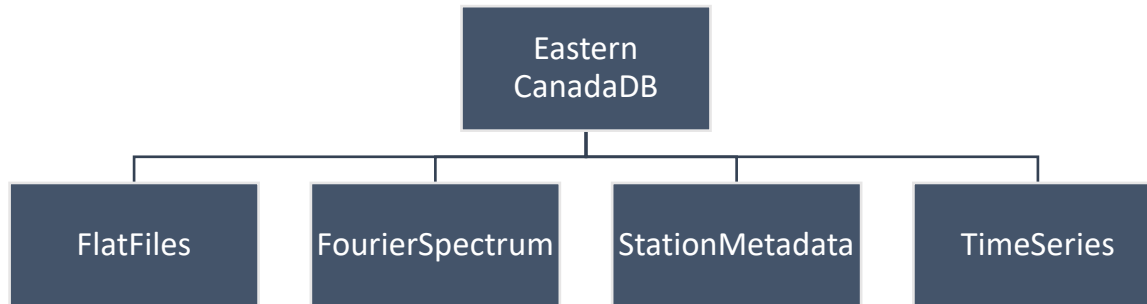 Eastern
CanadaDB
FlatFiles
FourierSpectrum
StationMetadata
TimeSeries